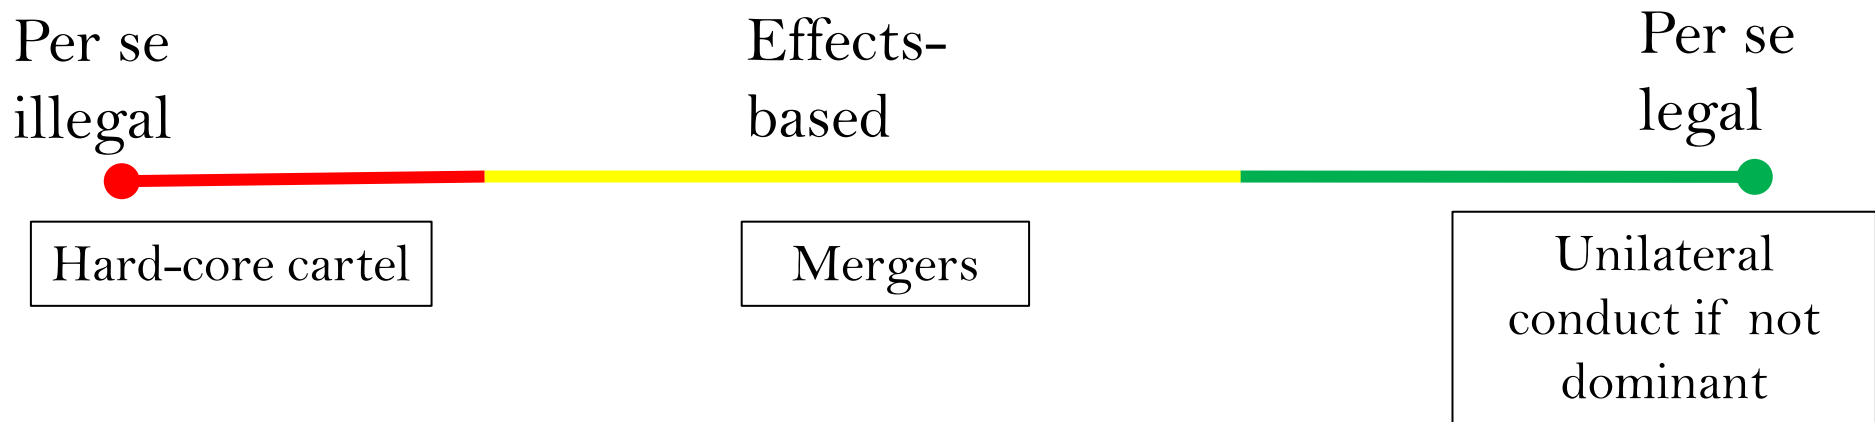 Per se
illegal
Effects-
based
Per se
legal
Hard-core cartel
Mergers
Unilateral
conduct if not
dominant